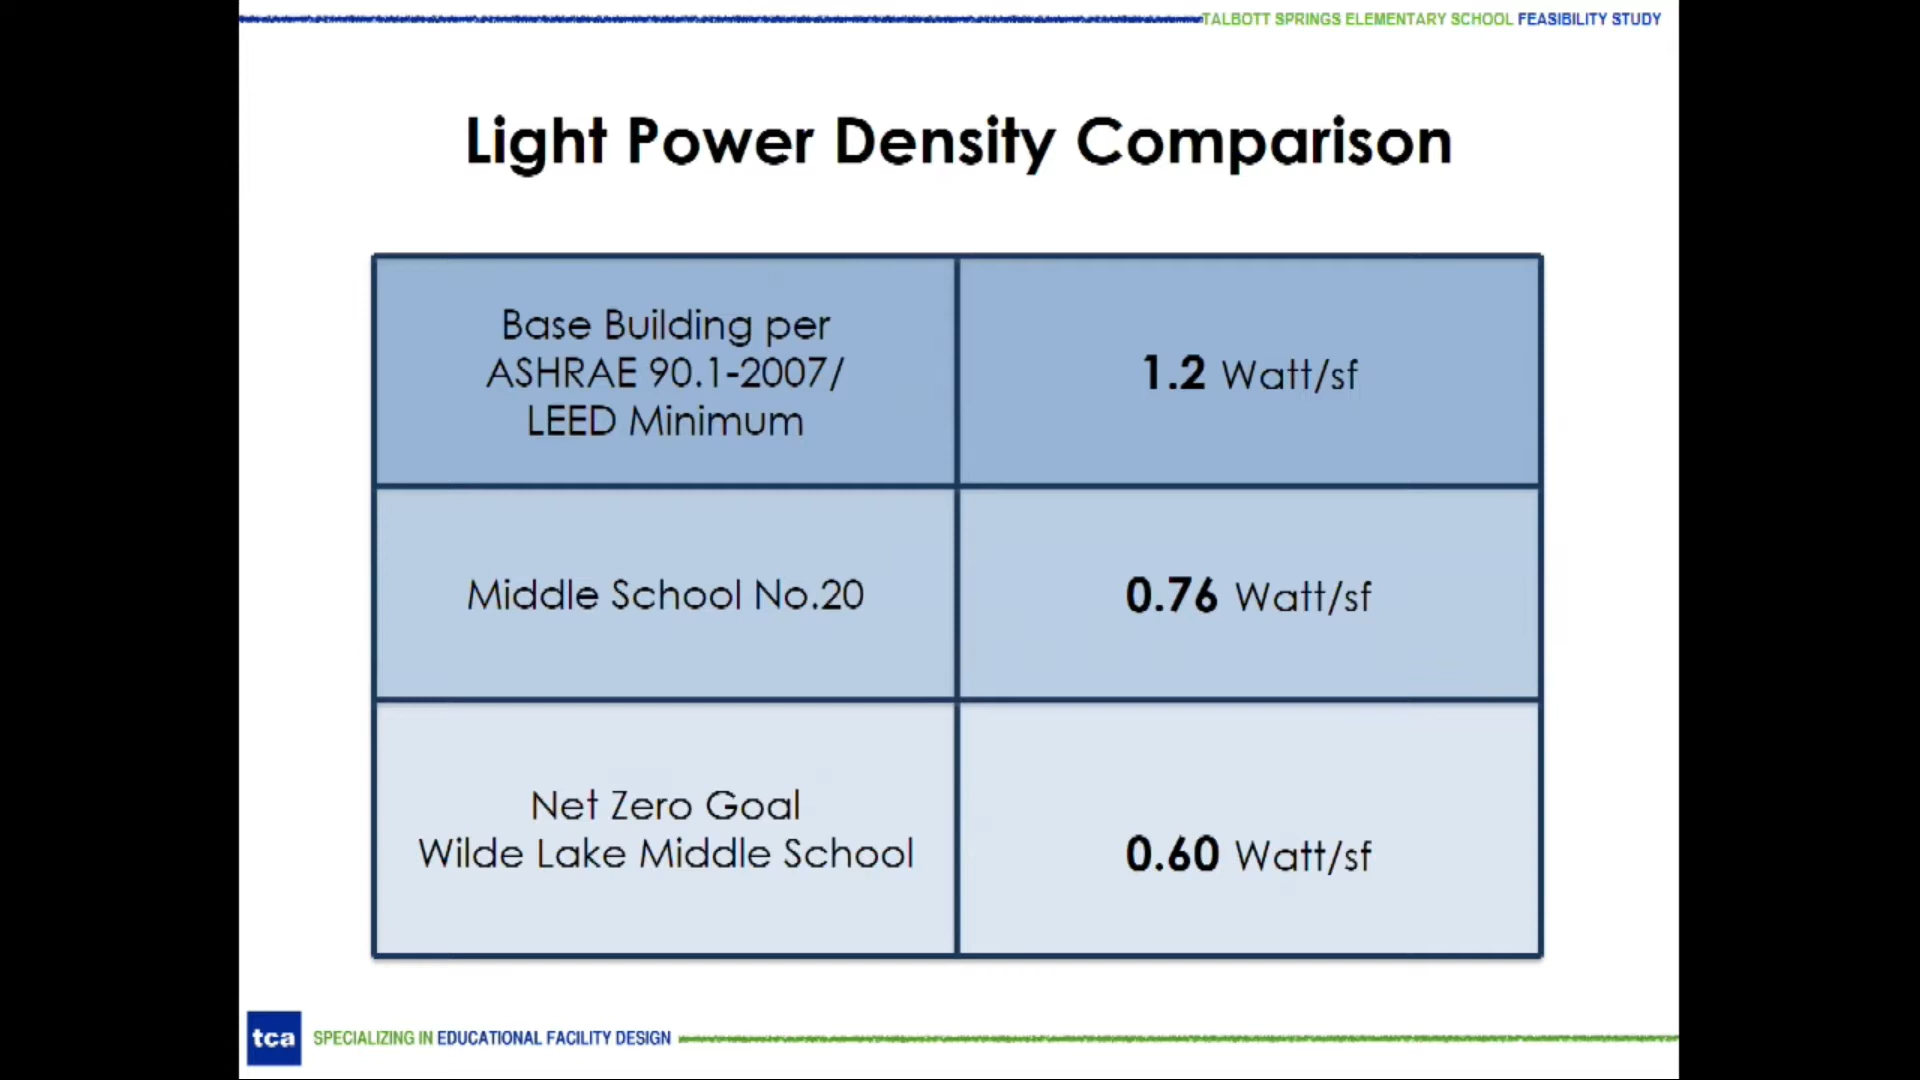 TALBOTT SPRINGS ELEMENTARY SCHOOL FEASIBILITY STUDY
Light Power Density Comparison
Base Building per
ASHRAE 90.1-2007/
LEED Minimum
1.2 Watt/sf
Middle School No.20
0.76 Watt/sf
Net Zero Goal
Wilde Lake Middle School
0.60 Watt/sf
tca SPECIALIZING IN EDUCATIONAL FACILITY DESIGN